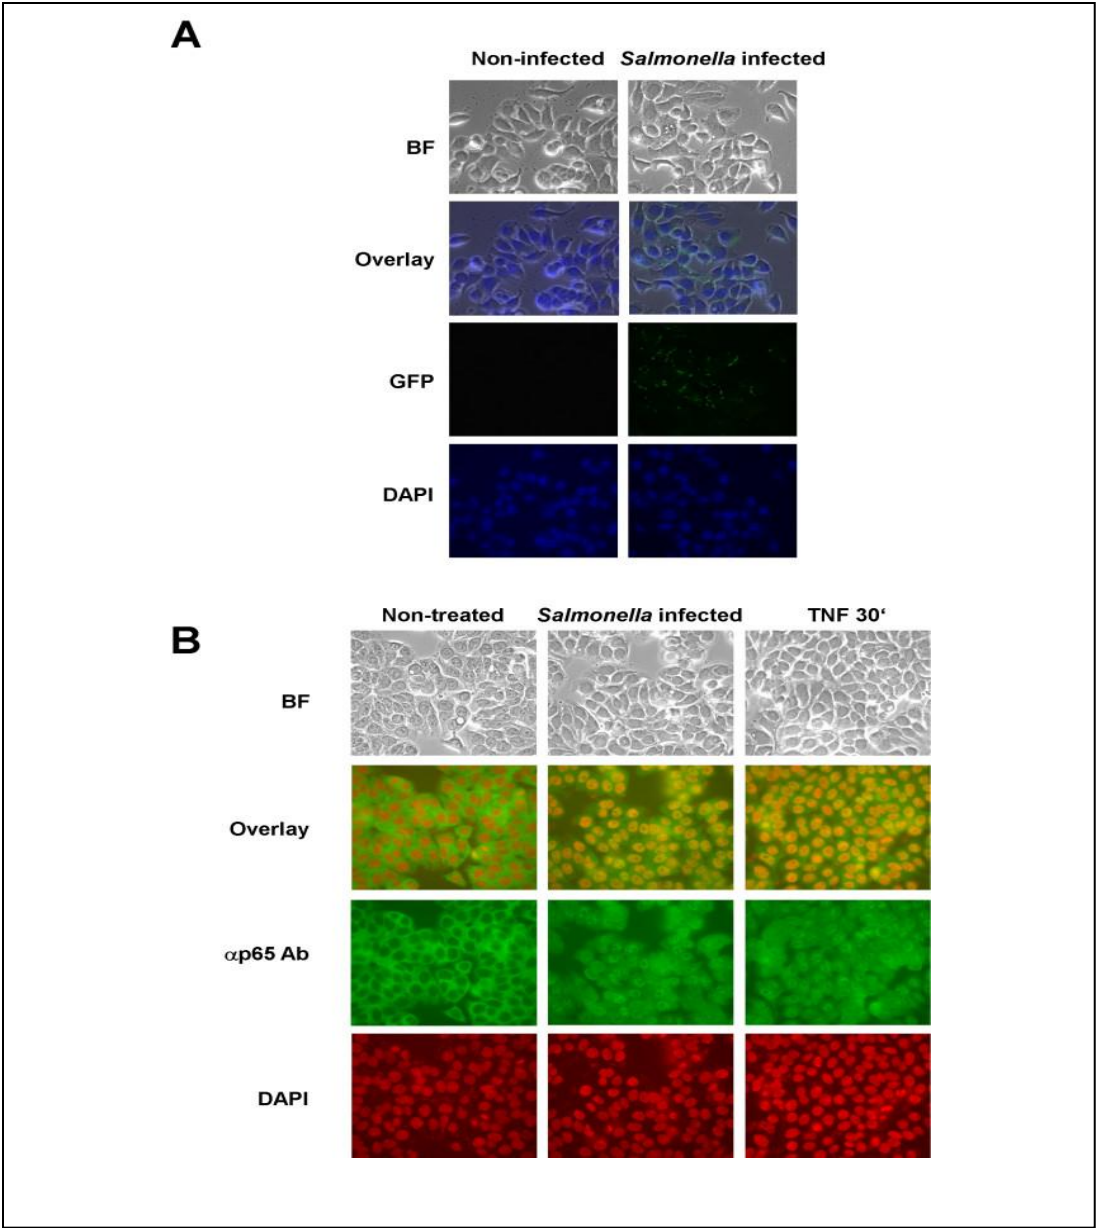 A
Non-infected Salmonella infected
BF
Overlay
GFP
DAPI
B
Non-treated Salmonella infected TNF 30‘
BF
Overlay
αp65 Ab
DAPI